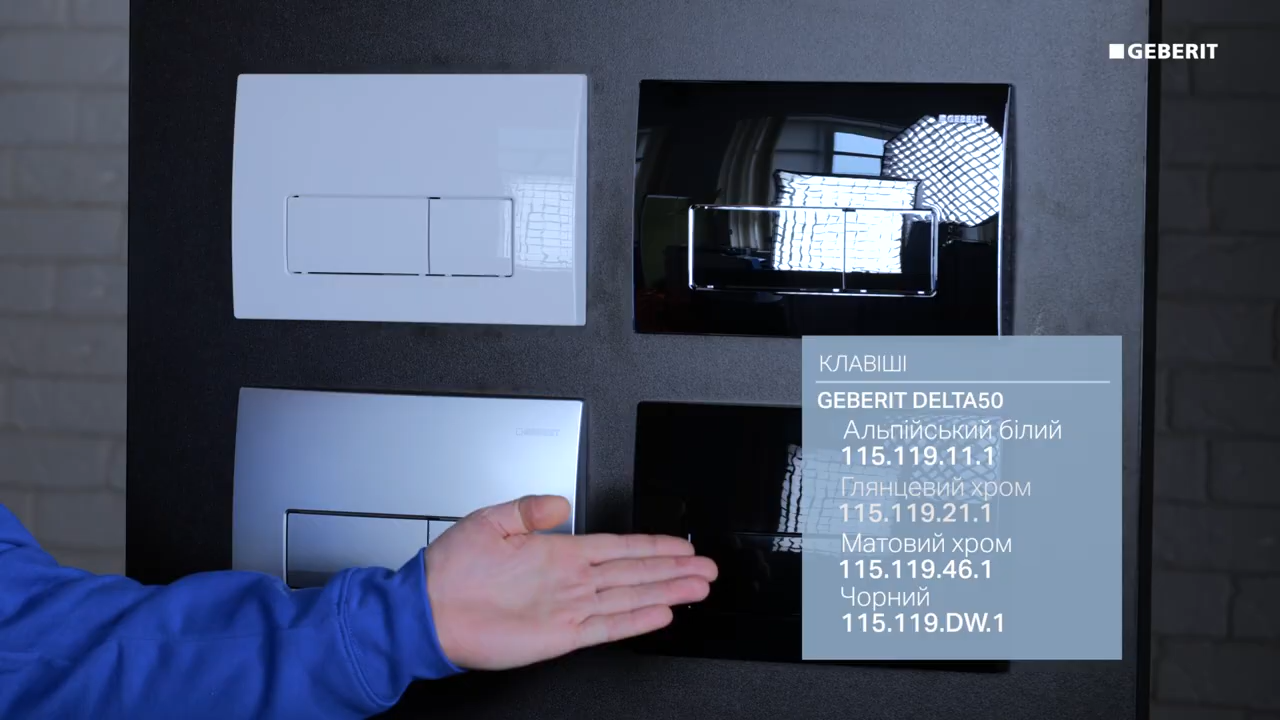 GEBERIT
GEBERIT
GEBERIT
КЛАВІШІ
GEBERIT DELTA50
Альпійський білий
115.119.11.1
Глянцевий хром
115.119.21.1
Матовий хром
115.119.46.1
Чорний
115.119.DW.1